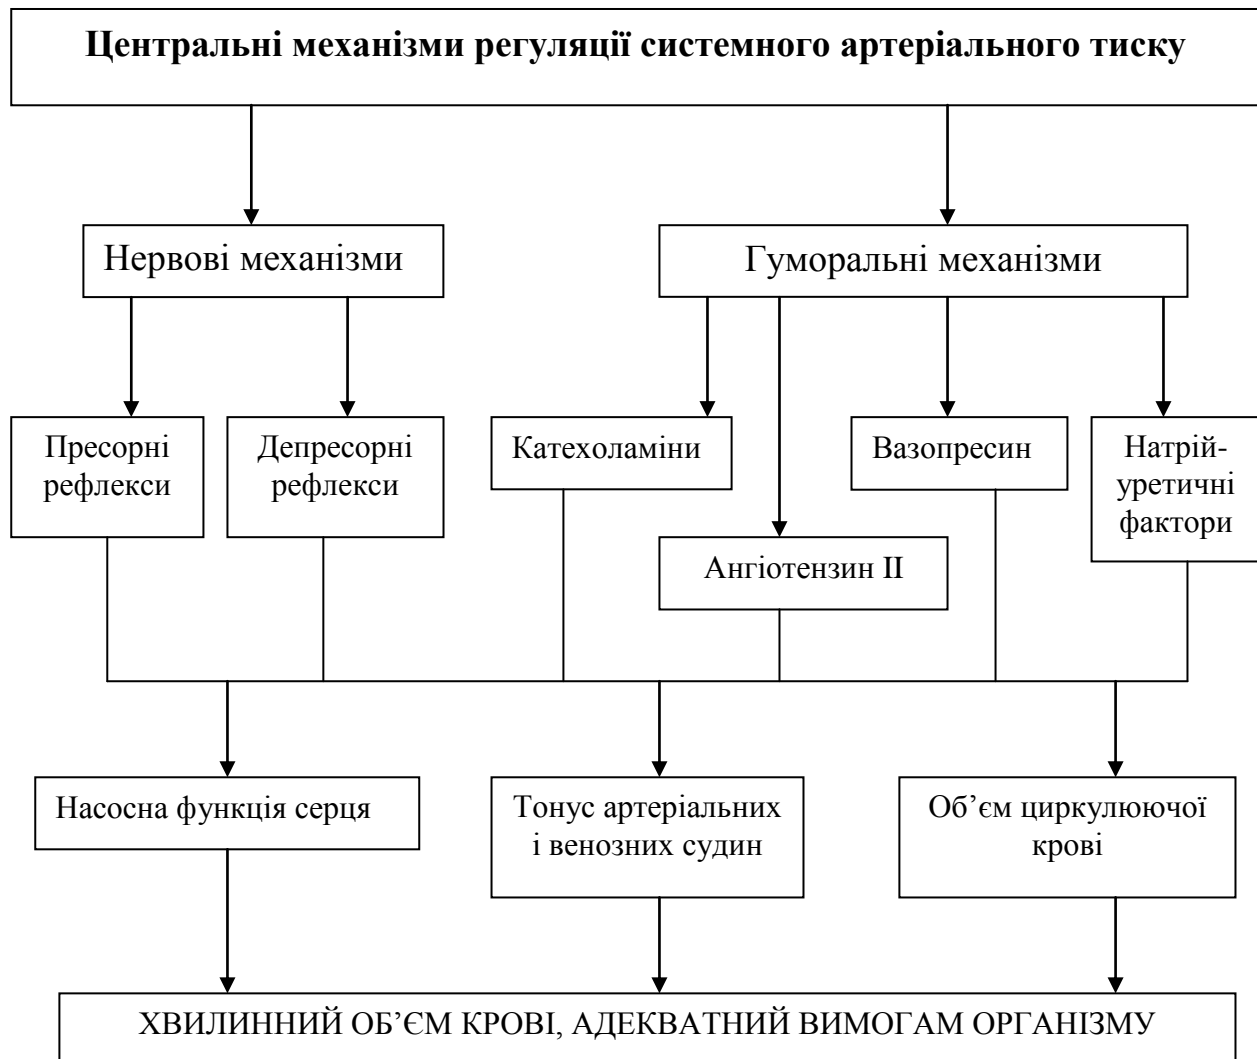 Центральні механізми регуляції системного артеріального тиску
Нервові механізми
Гуморальні механізми
Пресорні
рефлекси
Депресорні
рефлекси
Катехоламіни
Вазопресин
Натрій-
уретичні
фактори
Ангіотензин II
Насосна функція серця
Тонус артеріальних
і венозних судин
Об’єм циркулюючої
крові
ХВИЛИННИЙ ОБ’ЄМ КРОВІ, АДЕКВАТНИЙ ВИМОГАМ ОРГАНІЗМУ